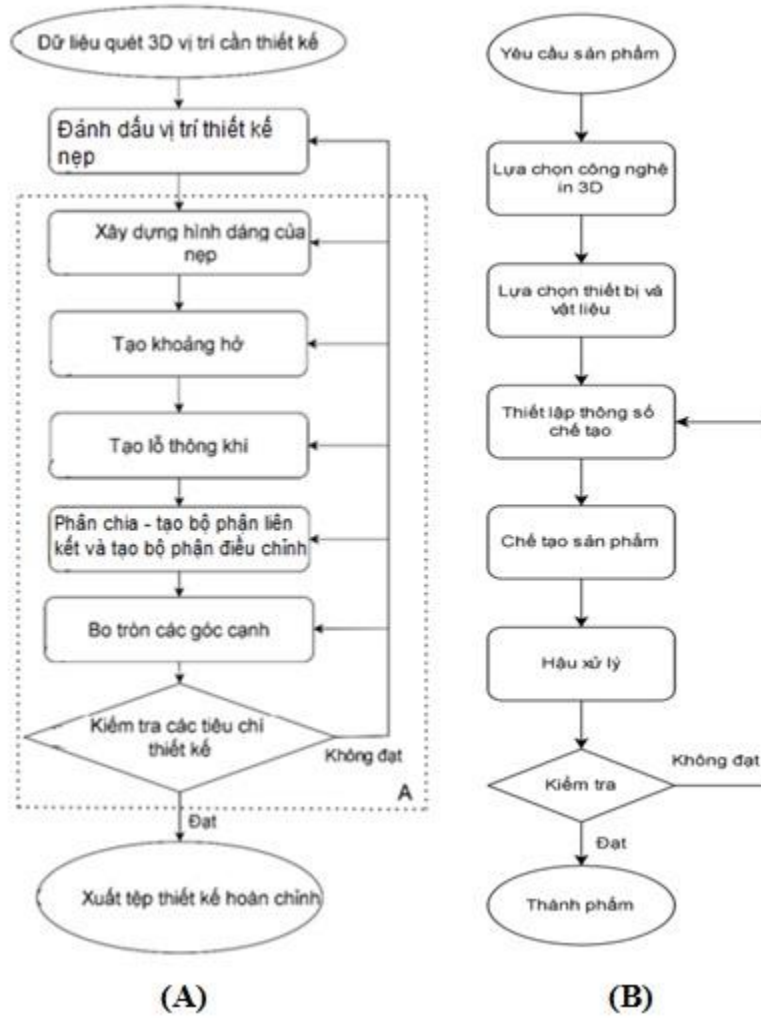 Dữ liệu quét 3D vị trí cần thiết kế
Đánh dấu vị trí thiết kế
nẹp
Xây dựng hình dáng của
nẹp
Tạo khoảng hở
Tạo lỗ thông khí
Phân chia - tạo bộ phận liên
kết và tạo bộ phận điều chỉnh
Bo tròn các góc cạnh
Kiểm tra các tiêu chí
thiết kế
Không đạt
A
Đạt
Xuất tệp thiết kế hoàn chỉnh
(A)
Yêu cầu sản phẩm
Lựa chọn công nghệ
in 3D
Lựa chọn thiết bị và
vật liệu
Thiết lập thông số
chế tạo
Chế tạo sản phẩm
Hậu xử lý
Kiểm tra
Không đạt
Đạt
Thành phẩm
(B)